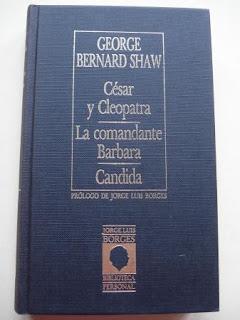 GEORGE
BERNARD SHAW
César
y Cleopatra
La comandante
Barbara
Candida
PRÓLOGO DE JORGE LUIS BORGES
JORGE LUIS
BORGES
BIBLIOTECA
PERSONAL